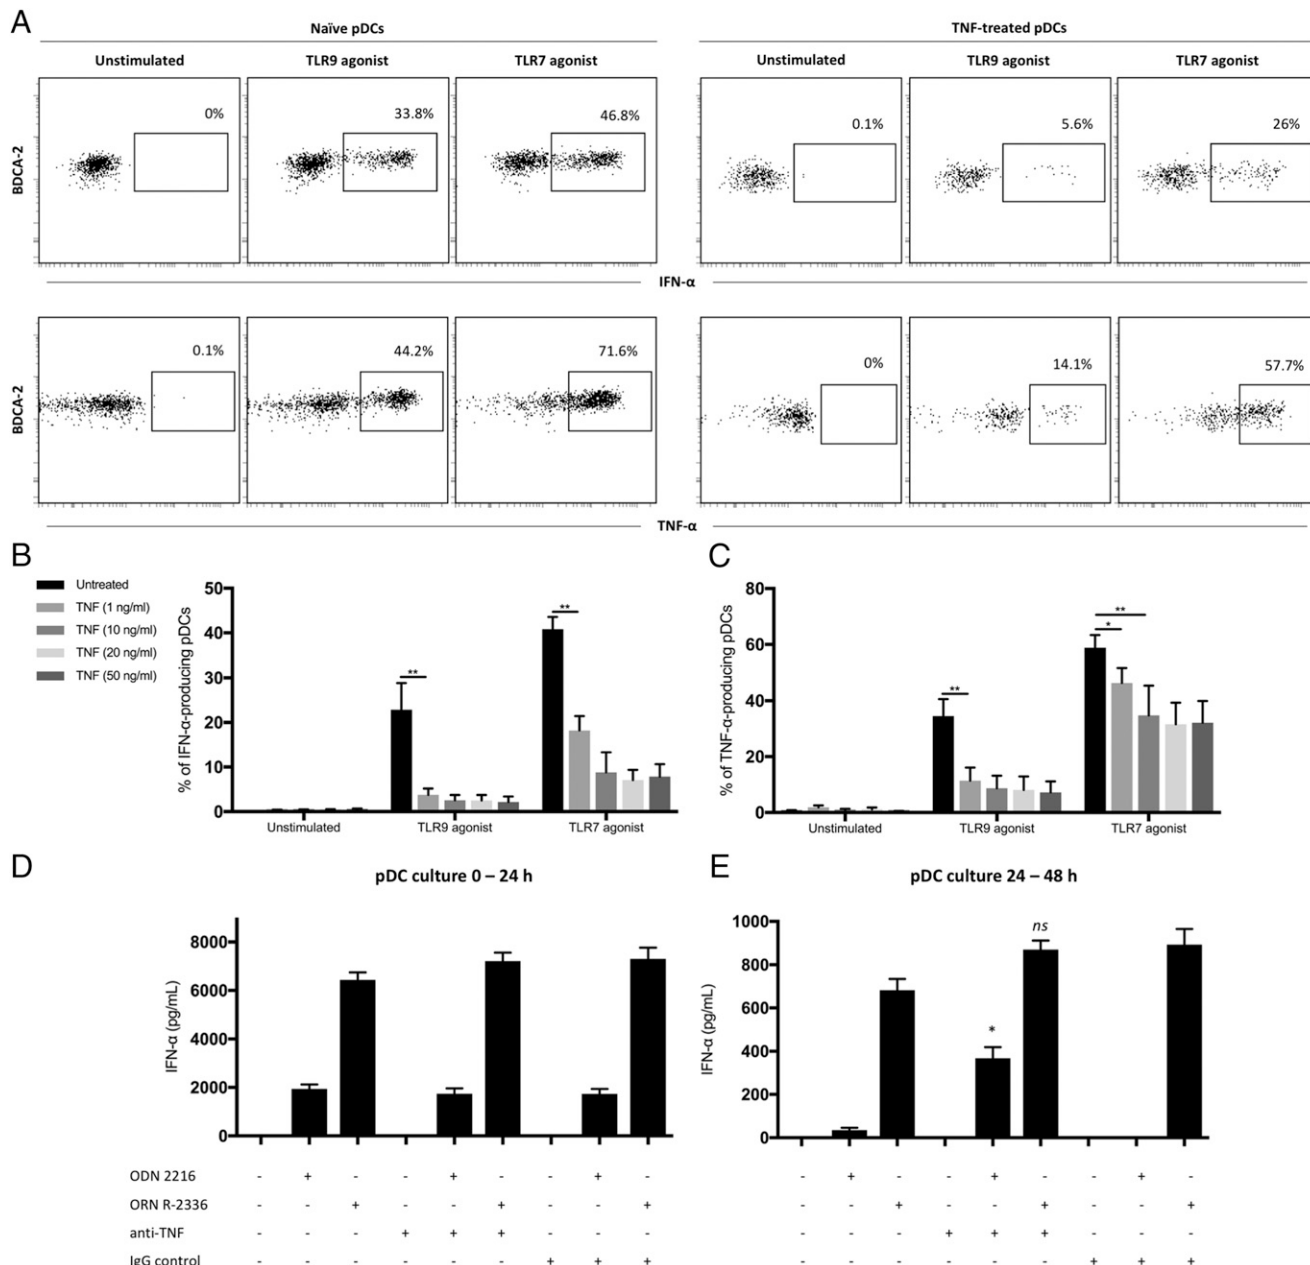 A
Naïve pDCs
TNF-treated pDCs
Unstimulated
TLR9 agonist
TLR7 agonist
Unstimulated
TLR9 agonist
TLR7 agonist
BDCA-2
0%
33.8%
46.8%
0.1%
5.6%
26%
IFN-α
BDCA-2
0.1%
44.2%
71.6%
0%
14.1%
57.7%
TNF-α
B
Untreated
TNF (1 ng/ml)
TNF (10 ng/ml)
TNF (20 ng/ml)
TNF (50 ng/ml)
% of IFN-α-producing pDCs
50
40
30
20
10
0
**
**
Unstimulated
TLR9 agonist
TLR7 agonist
C
% of TNF-α-producing pDCs
80
60
40
20
0
**
**
*
Unstimulated
TLR9 agonist
TLR7 agonist
D
pDC culture 0 – 24 h
IFN-α (pg/mL)
8000
6000
4000
2000
0
E
pDC culture 24 – 48 h
IFN-α (pg/mL)
1000
800
600
400
200
0
*
ns
ODN 2216 - + - - + - - + - - + - - + - - + -
ORN R-2336 - - + - - + - - + - - + - - + - - +
anti-TNF - - - + + + - - - - - - + + + - - -
IgG control - - - - - - + + + - - - - - - + + +